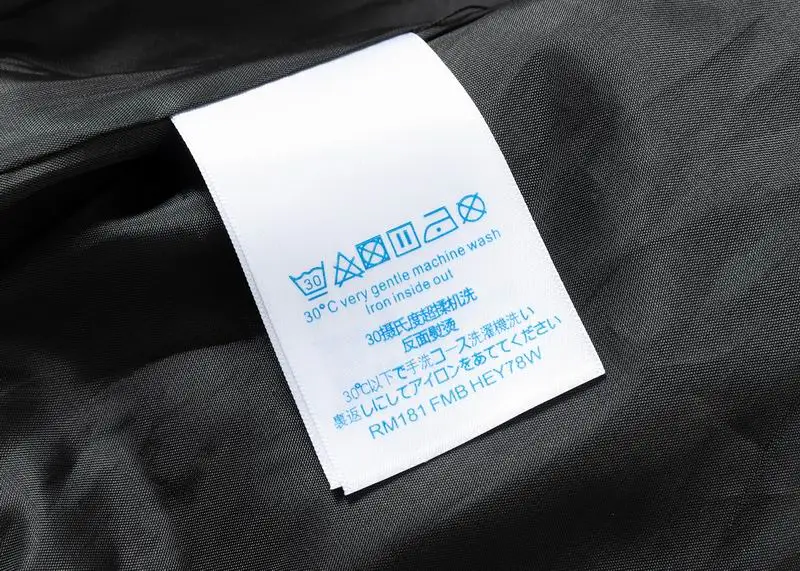 30
30°C very gentle machine wash
Iron inside out
30摄氏度超揉机洗
反面熨烫
30℃以下で手洗コース洗濯機洗い
裏返しにしてアイロンをあててください
RM181 FMB HEY78W